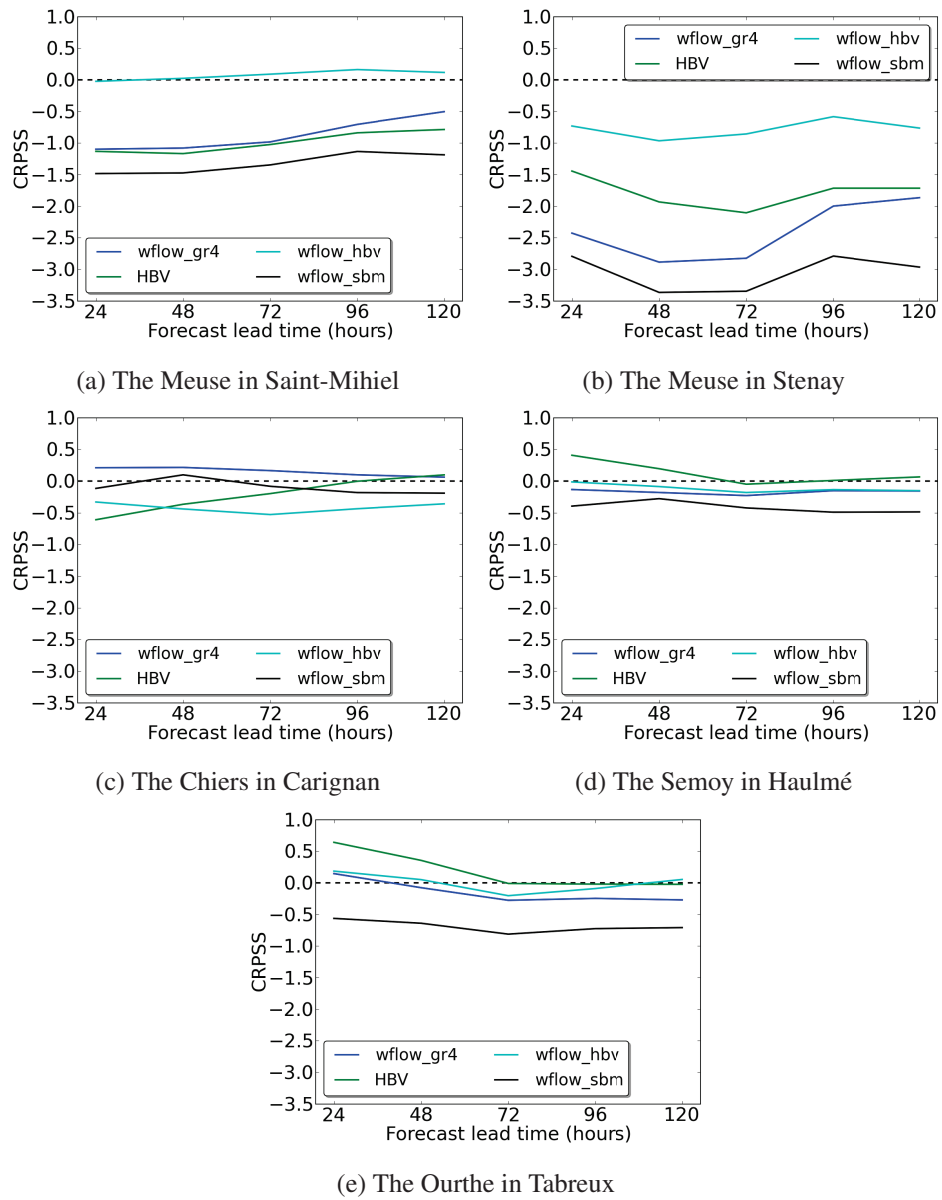 1.0
0.5
0.0
−0.5
−1.0
−1.5
−2.0
−2.5
−3.0
−3.5
CRPSS
wflow_gr4 wflow_hbv
HBV wflow_sbm
24 48 72 96 120
Forecast lead time (hours)
(a) The Meuse in Saint-Mihiel
1.0
0.5
0.0
−0.5
−1.0
−1.5
−2.0
−2.5
−3.0
−3.5
CRPSS
wflow_gr4 wflow_hbv
HBV wflow_sbm
24 48 72 96 120
Forecast lead time (hours)
(b) The Meuse in Stenay
1.0
0.5
0.0
−0.5
−1.0
−1.5
−2.0
−2.5
−3.0
−3.5
CRPSS
wflow_gr4 wflow_hbv
HBV wflow_sbm
24 48 72 96 120
Forecast lead time (hours)
(c) The Chiers in Carignan
1.0
0.5
0.0
−0.5
−1.0
−1.5
−2.0
−2.5
−3.0
−3.5
CRPSS
wflow_gr4 wflow_hbv
HBV wflow_sbm
24 48 72 96 120
Forecast lead time (hours)
(d) The Semoy in Haulmé
1.0
0.5
0.0
−0.5
−1.0
−1.5
−2.0
−2.5
−3.0
−3.5
CRPSS
wflow_gr4 wflow_hbv
HBV wflow_sbm
24 48 72 96 120
Forecast lead time (hours)
(e) The Ourthe in Tabreux